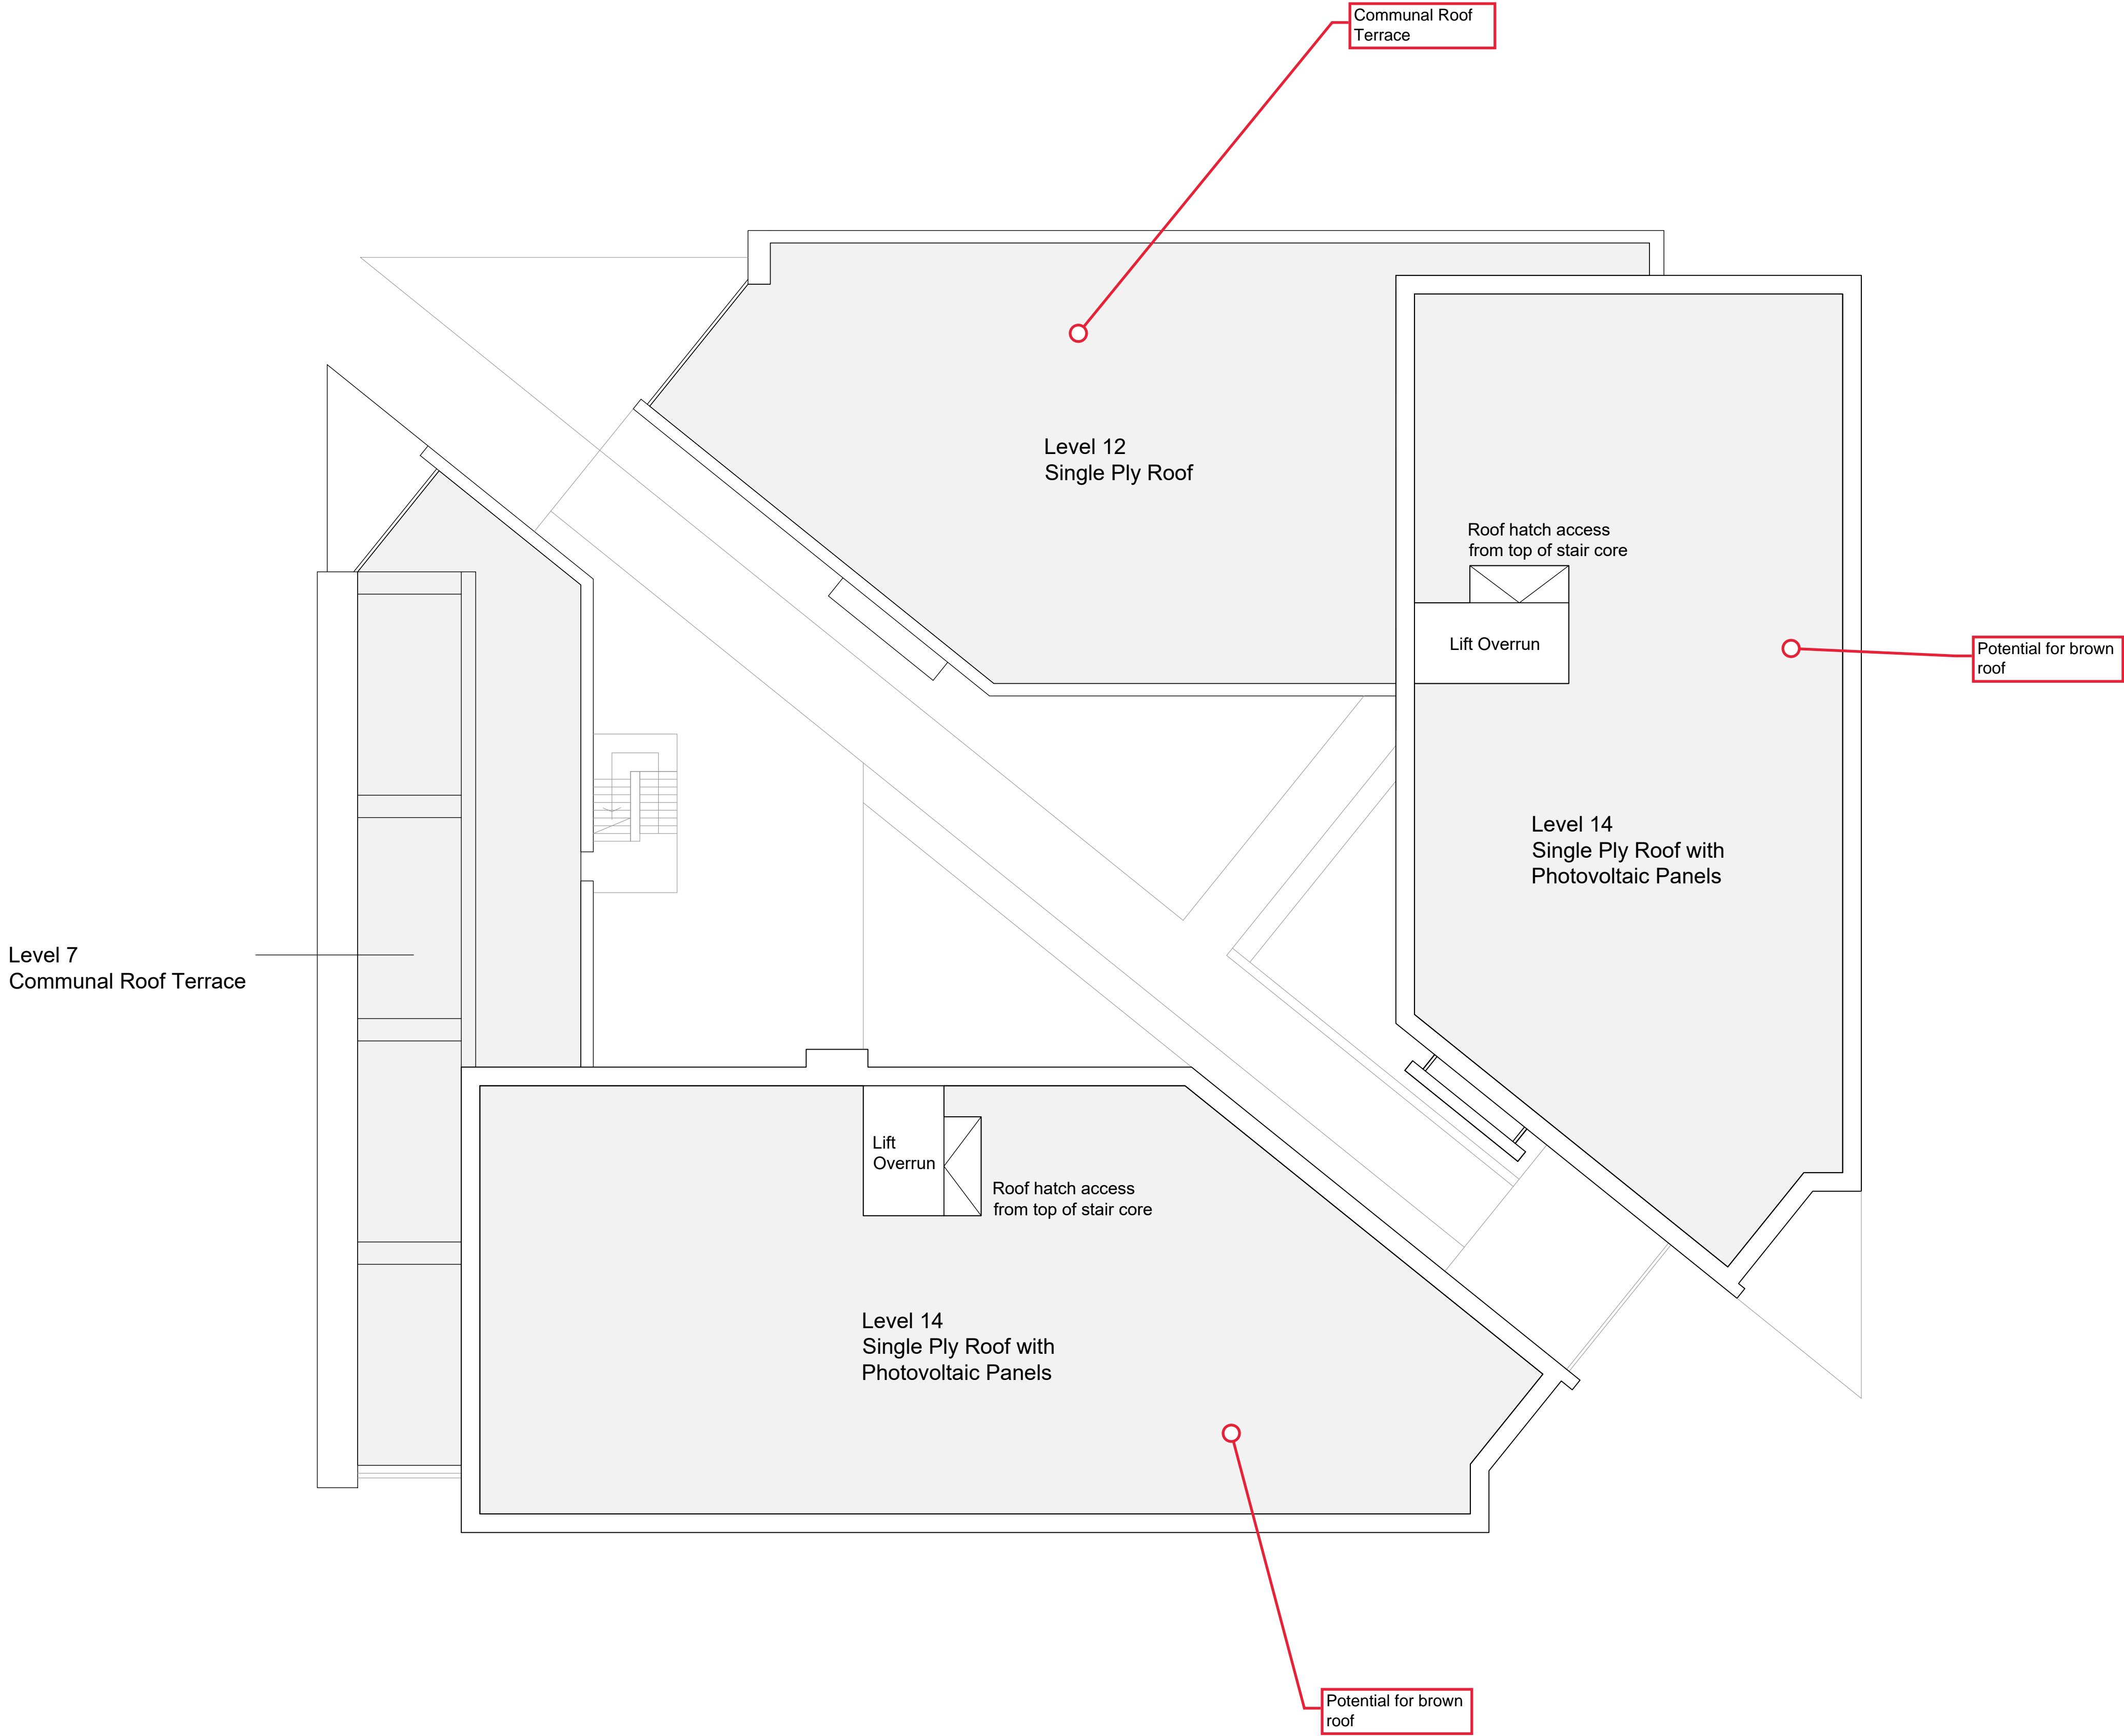 Communal Roof
Terrace
Level 12
Single Ply Roof
Roof hatch access
from top of stair core
Lift Overrun
Potential for brown
roof
Level 14
Single Ply Roof with
Photovoltaic Panels
Level 7
Communal Roof Terrace
Lift
Overrun
Roof hatch access
from top of stair core
Level 14
Single Ply Roof with
Photovoltaic Panels
Potential for brown
roof